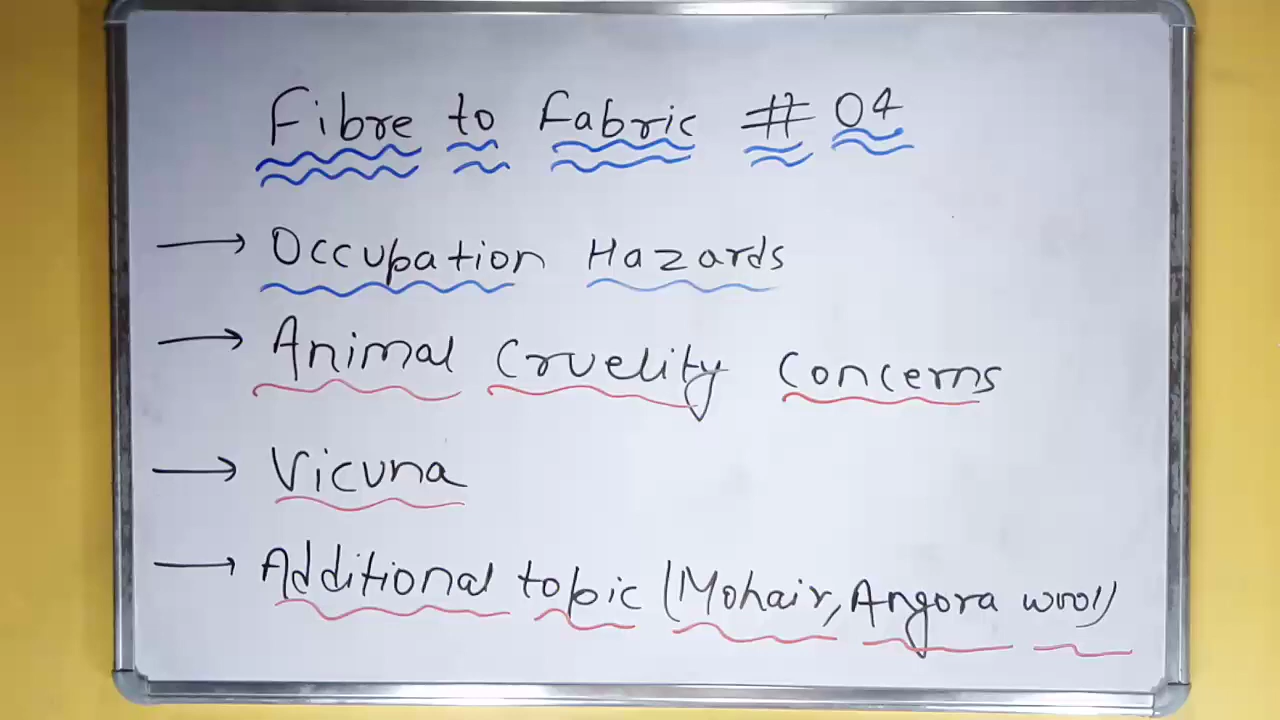 Fibre to Fabric # 04
→ Occupation Hazards
→ Animal Cruelity Concerns
→ Vicuna
→ Additional topic (Mohair, Angora wool)